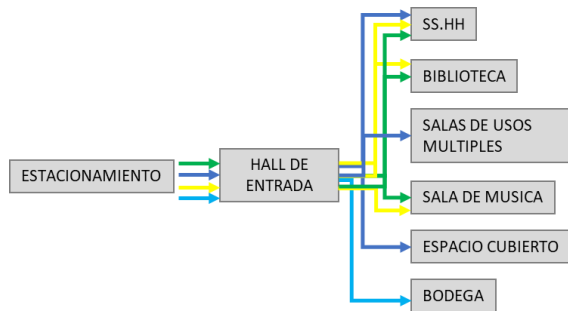 SS.HH
BIBLIOTECA
SALAS DE USOS
MULTIPLES
HALL DE
ENTRADA
ESTACIONAMIENTO
SALA DE MUSICA
ESPACIO CUBIERTO
BODEGA